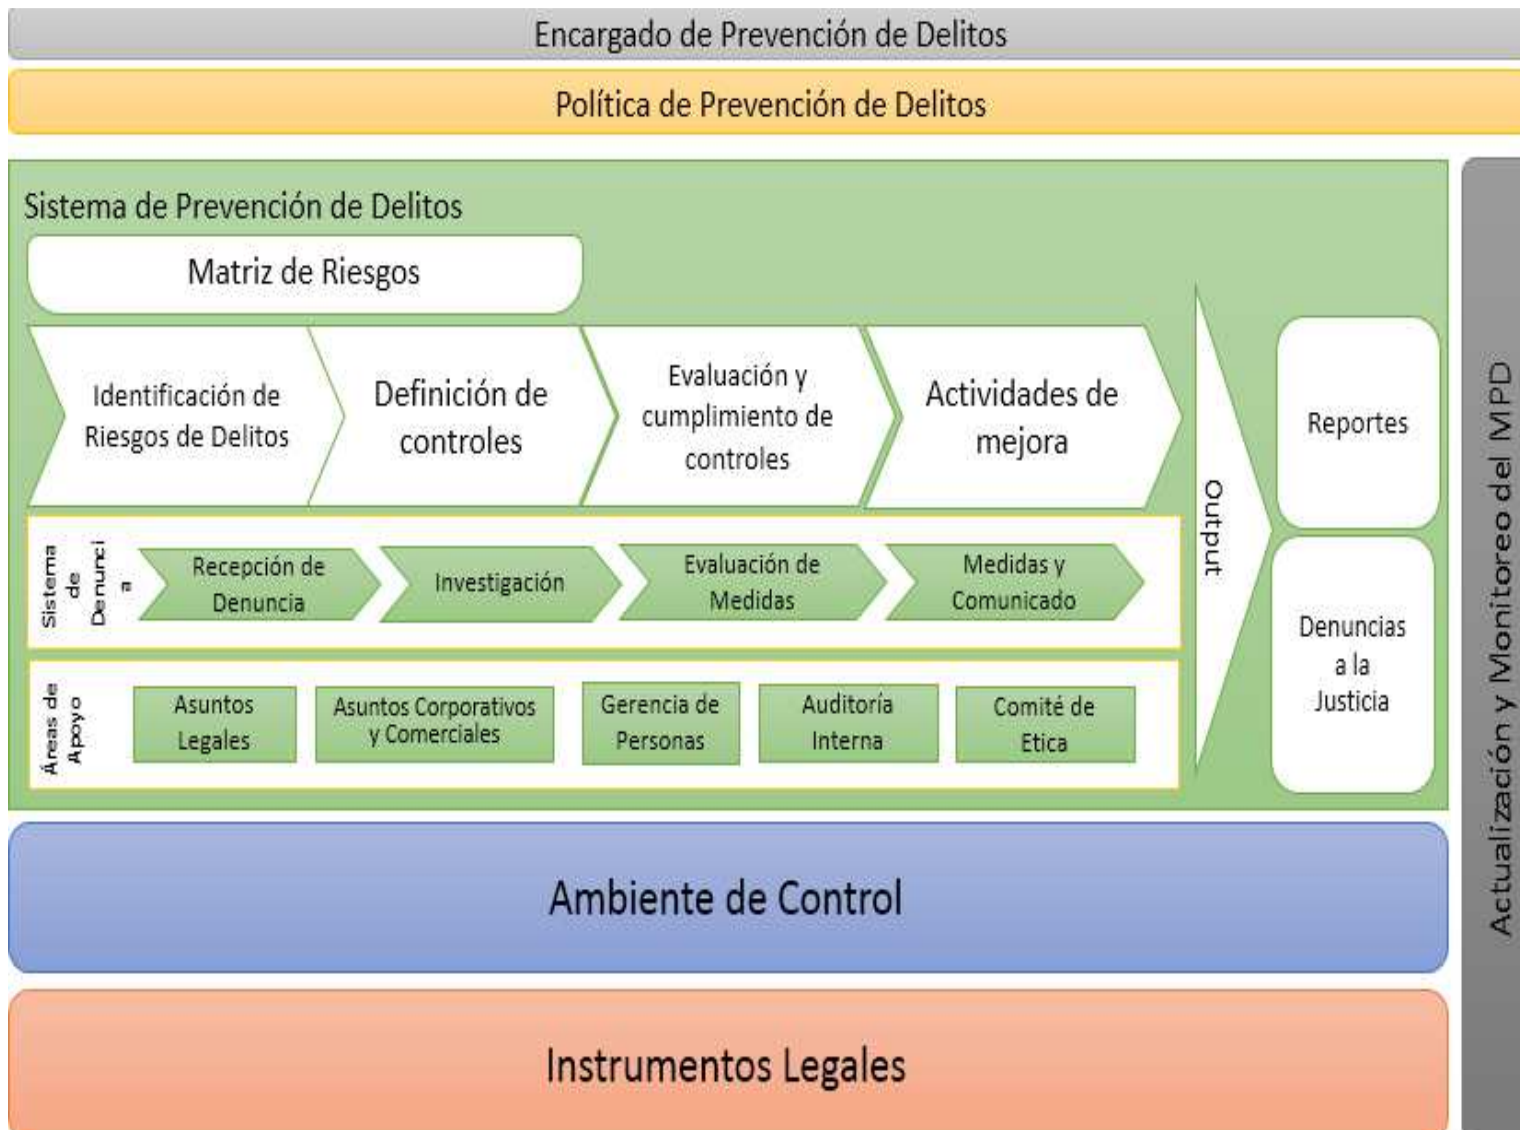 Encargado de Prevención de Delitos
Política de Prevención de Delitos
Sistema de Prevención de Delitos
Matriz de Riesgos
Identificación de
Riesgos de Delitos
Definición de
controles
Evaluación y
cumplimiento de
controles
Actividades de
mejora
Sistema
de
Denunci
a
Recepción de
Denuncia
Investigación
Evaluación de
Medidas
Medidas y
Comunicado
Áreas de
Apoyo
Asuntos
Legales
Asuntos Corporativos
y Comerciales
Gerencia de
Personas
Auditoría
Interna
Comité de
Etica
Output
Reportes
Denuncias
a la
Justicia
Actualización y Monitoreo del MPD
Ambiente de Control
Instrumentos Legales